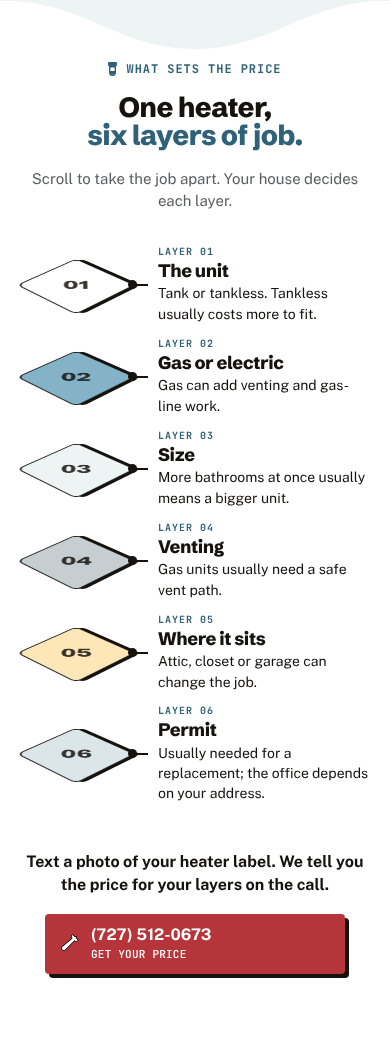 WHAT SETS THE PRICE
One heater,
six layers of job.
Scroll to take the job apart. Your house decides
each layer.
01
LAYER 01
The unit
Tank or tankless. Tankless
usually costs more to fit.
02
LAYER 02
Gas or electric
Gas can add venting and gas-
line work.
03
LAYER 03
Size
More bathrooms at once usually
means a bigger unit.
04
LAYER 04
Venting
Gas units usually need a safe
vent path.
05
LAYER 05
Where it sits
Attic, closet or garage can
change the job.
06
LAYER 06
Permit
Usually needed for a
replacement; the office depends
on your address.
Text a photo of your heater label. We tell you
the price for your layers on the call.
(727) 512-0673
GET YOUR PRICE